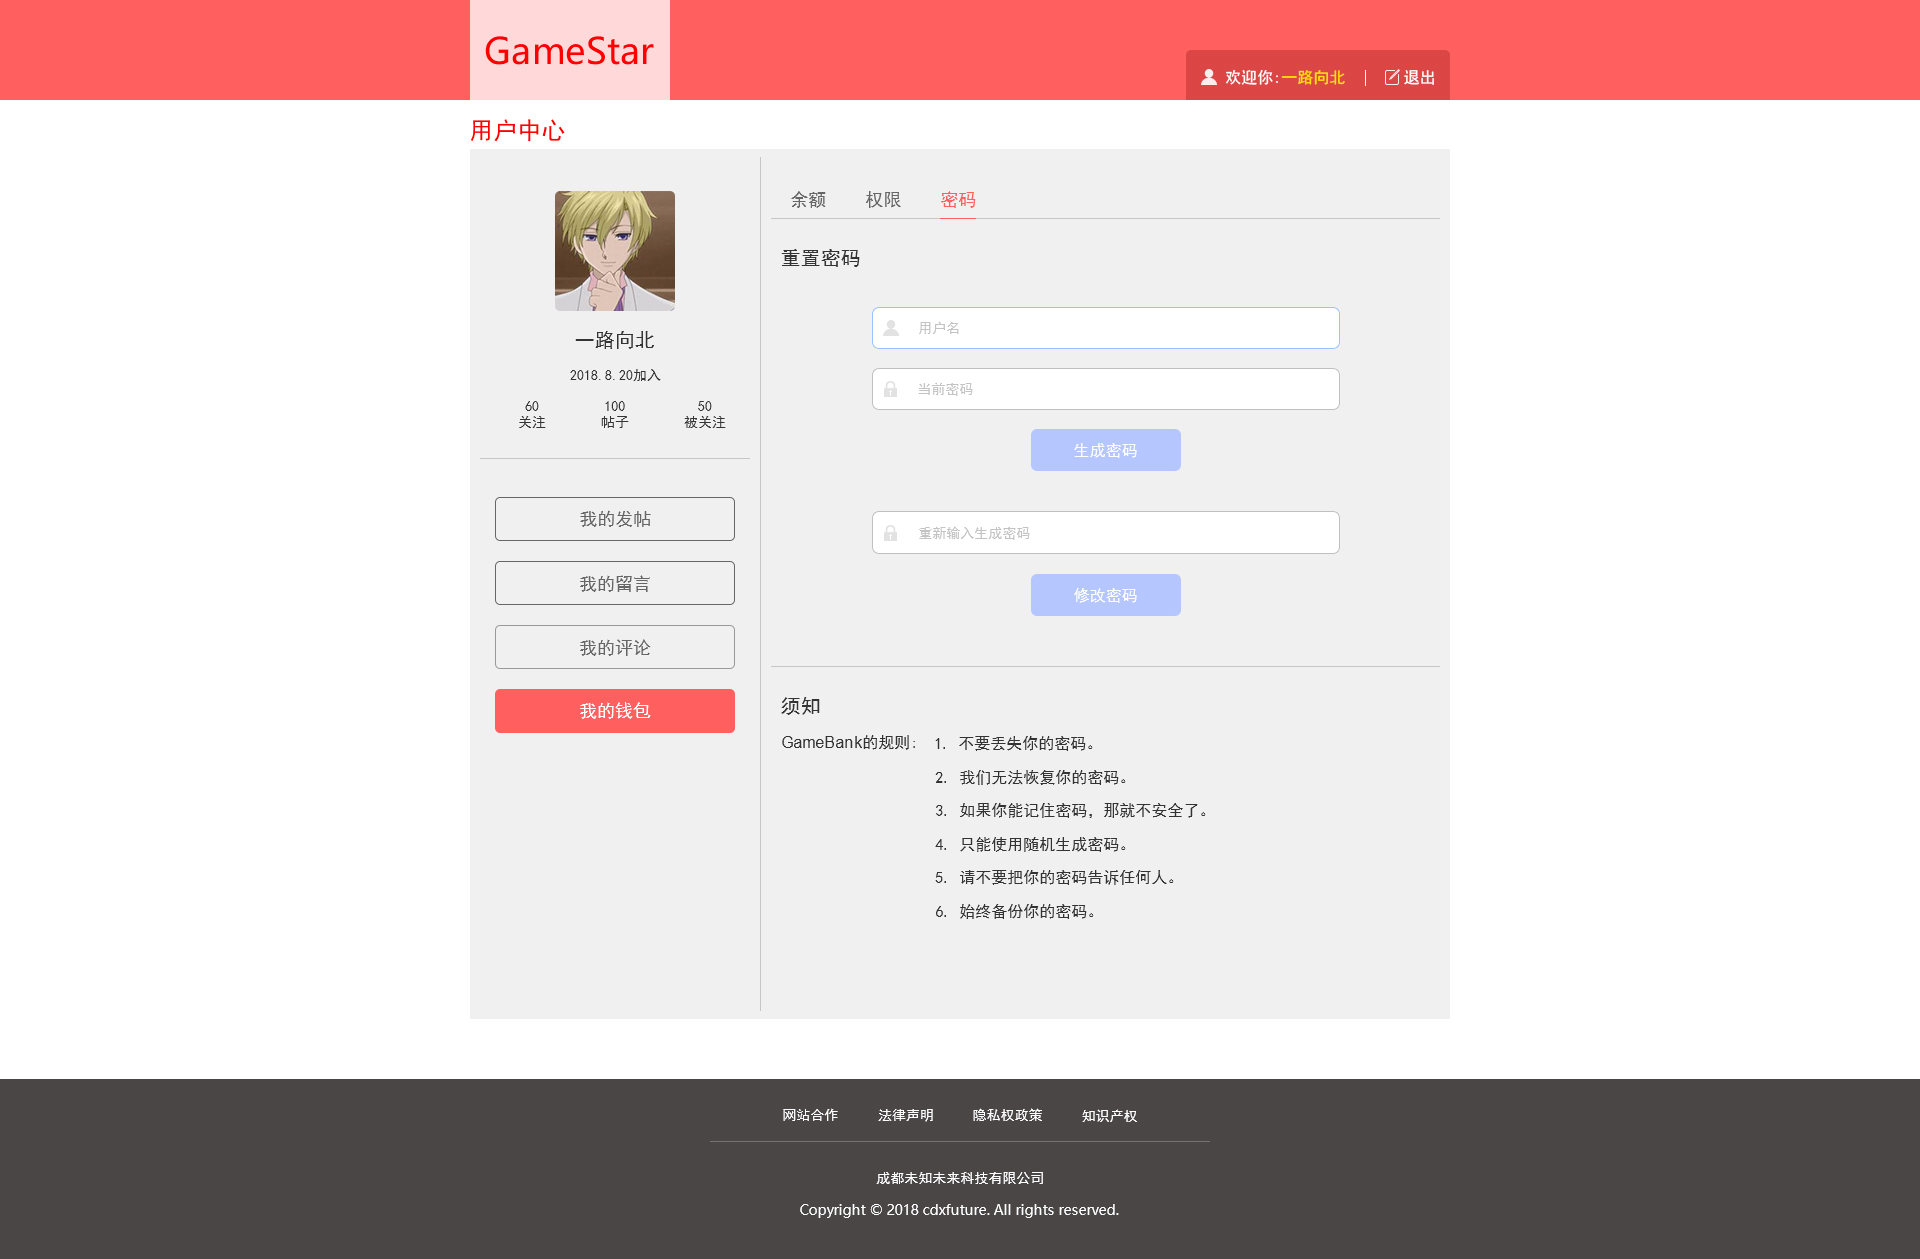 GameStar
欢迎你:一路向北
退出
用户中心
一路向北
2018. 8. 20加入
60 100 50
关注 帖子 被关注
我的发帖
我的留言
我的评论
我的钱包
余额 权限 密码
重置密码
用户名
当前密码
生成密码
重新输入生成密码
修改密码
须知
GameBank的规则：
1. 不要丢失你的密码。
2. 我们无法恢复你的密码。
3. 如果你能记住密码，那就不安全了。
4. 只能使用随机生成密码。
5. 请不要把你的密码告诉任何人。
6. 始终备份你的密码。
网站合作 法律声明 隐私权政策 知识产权
成都未知未来科技有限公司
Copyright © 2018 cdxfuture. All rights reserved.